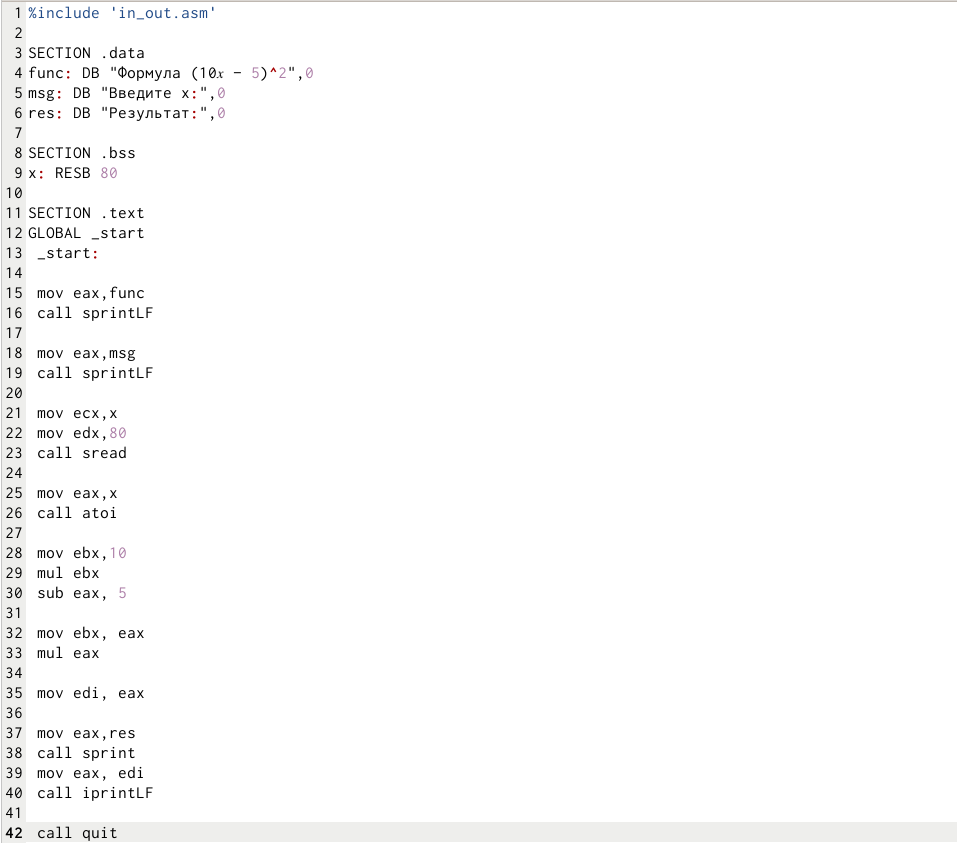 1 %include 'in_out.asm'
2
3 SECTION .data
4 func: DB "Формула (10𝑥 − 5)^2",0
5 msg: DB "Введите x:",0
6 res: DB "Результат:",0
7
8 SECTION .bss
9 x: RESB 80
10
11 SECTION .text
12 GLOBAL _start
13 _start:
14
15 mov eax,func
16 call sprintLF
17
18 mov eax,msg
19 call sprintLF
20
21 mov ecx,x
22 mov edx,80
23 call sread
24
25 mov eax,x
26 call atoi
27
28 mov ebx,10
29 mul ebx
30 sub eax, 5
31
32 mov ebx, eax
33 mul eax
34
35 mov edi, eax
36
37 mov eax,res
38 call sprint
39 mov eax, edi
40 call iprintLF
41
42 call quit